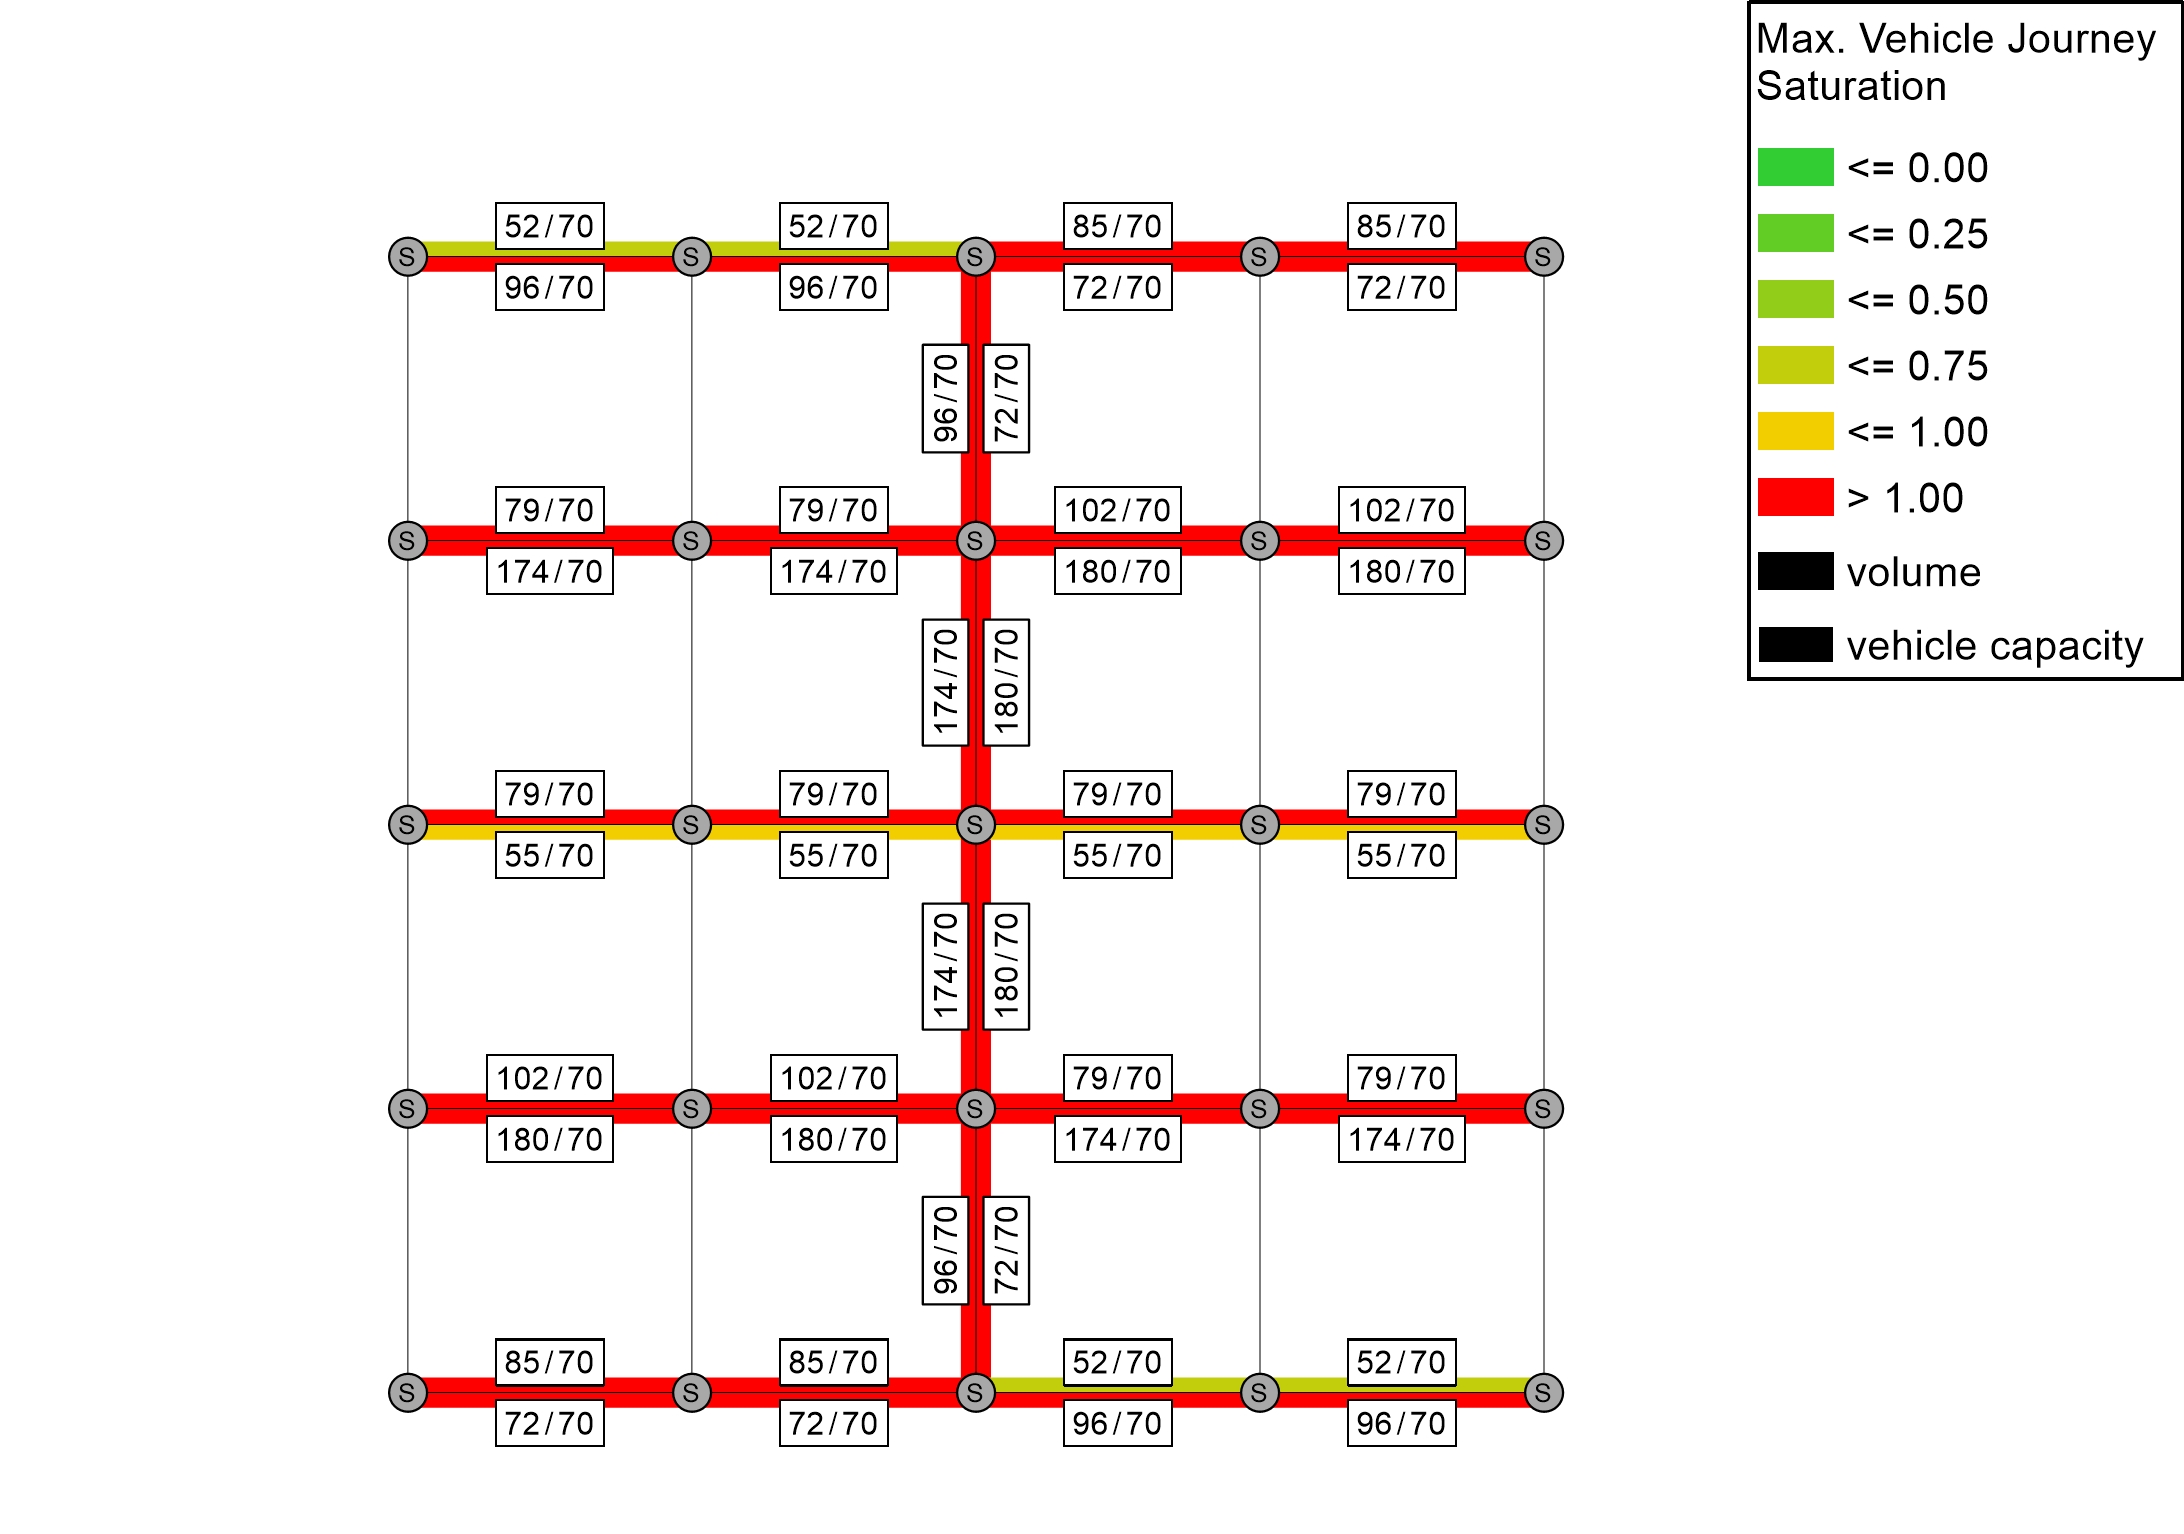 Max. Vehicle Journey
Saturation
<= 0.00
<= 0.25
<= 0.50
<= 0.75
<= 1.00
> 1.00
volume
vehicle capacity
52/70 52/70 85/70 85/70
S S S S S
96/70 96/70 72/70 72/70
96/70 72/70
79/70 79/70 102/70 102/70
S S S S S
174/70 174/70 180/70 180/70
174/70 180/70
79/70 79/70 79/70 79/70
S S S S S
55/70 55/70 55/70 55/70
174/70 180/70
102/70 102/70 79/70 79/70
S S S S S
180/70 180/70 174/70 174/70
96/70 72/70
85/70 85/70 52/70 52/70
S S S S S
72/70 72/70 96/70 96/70